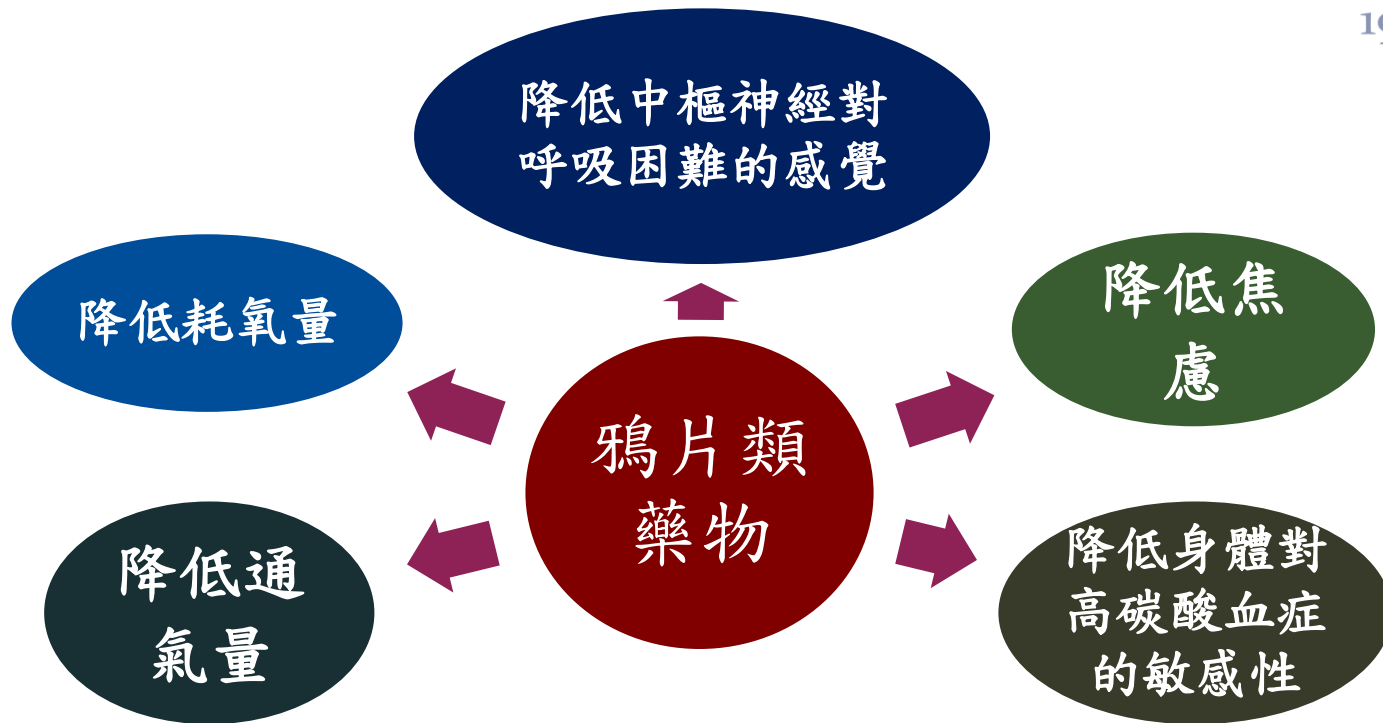 降低中樞神經對
呼吸困難的感覺
降低耗氧量
降低焦
慮
鴉片類
藥物
降低通
氣量
降低身體對
高碳酸血症
的敏感性